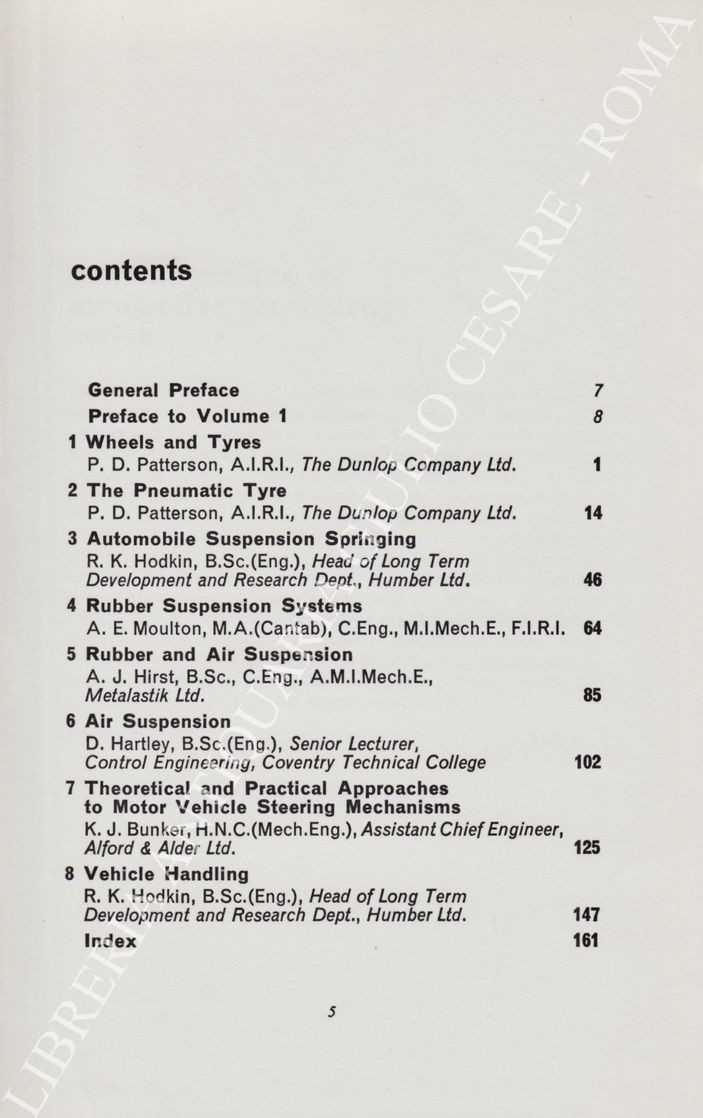 contents
General Preface 7
Preface to Volume 1 8
1 Wheels and Tyres
P. D. Patterson, A.I.R.I., The Dunlop Company Ltd. 1
2 The Pneumatic Tyre
P. D. Patterson, A.I.R.I., The Dunlop Company Ltd. 14
3 Automobile Suspension Springing
R. K. Hodkin, B.Sc.(Eng.), Head of Long Term
Development and Research Dept., Humber Ltd. 46
4 Rubber Suspension Systems
A. E. Moulton, M.A.(Cantab), C.Eng., M.I.Mech.E., F.I.R.I. 64
5 Rubber and Air Suspension
A. J. Hirst, B.Sc., C.Eng., A.M.I.Mech.E.,
Metalastik Ltd. 85
6 Air Suspension
D. Hartley, B.Sc.(Eng.), Senior Lecturer,
Control Engineering, Coventry Technical College 102
7 Theoretical and Practical Approaches
to Motor Vehicle Steering Mechanisms
K. J. Bunker, H.N.C.(Mech.Eng.), Assistant Chief Engineer,
Alford & Alder Ltd. 125
8 Vehicle Handling
R. K. Hodkin, B.Sc.(Eng.), Head of Long Term
Development and Research Dept., Humber Ltd. 147
Index 161
5
LIBRERIA ANTIQUARIA GIULIO CESARE - ROMA